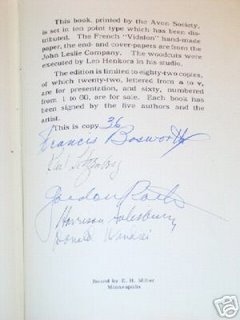 This book, printed by the Avon Society,
is set in ten point type which has been dis-
tributed. The French "Vidalon" hand-made
paper, the end and cover-papers are from the
John Leslie Company. The woodcuts were
executed by Leo Henkora in his studio.
The edition is limited to eighty-two copies,
of which twenty-two, lettered from a to v,
are for presentation, and sixty, numbered
from 1 to 60, are for sale. Each book has
been signed by the five authors and the
artist.
This is copy 36
Francis Bosworth
Gordon
Harrison Salisbury
Donald Wandrei
Bound by E. H. Miller
Minneapolis
eBay